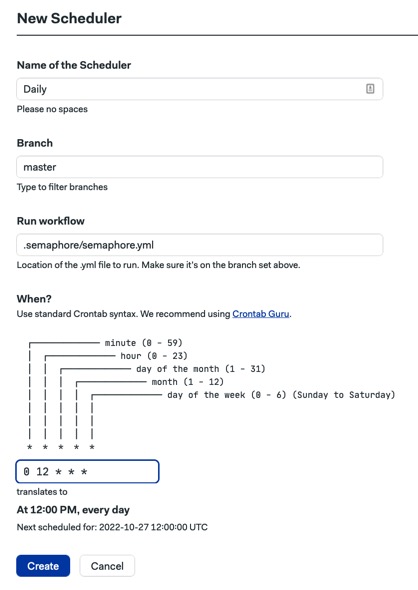 New Scheduler
Name of the Scheduler
Daily
Please no spaces
Branch
master
Type to filter branches
Run workflow
.semaphore/semaphore.yml
Location of the .yml file to run. Make sure it's on the branch set above.
When?
Use standard Crontab syntax. We recommend using Crontab Guru.
minute (0 - 59)
hour (0 - 23)
day of the month (1 - 31)
month (1 - 12)
day of the week (0 - 6) (Sunday to Saturday)
* * * * *
0 12 * * *
translates to
At 12:00 PM, every day
Next scheduled for: 2022-10-27 12:00:00 UTC
Create Cancel